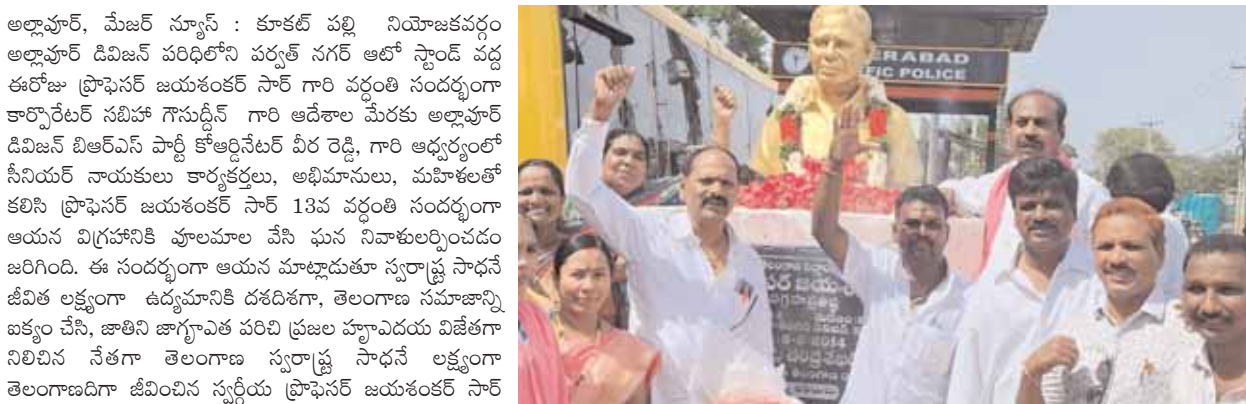 అల్లావూర్, మేజర్ న్యూస్ : కూకట్ పల్లి నియోజకవర్గం
అల్లావూర్ డివిజన్ పరిధిలోని పర్వత్ నగర్ ఆటో స్టాండ్ వద్ద
ఈరోజు ప్రొఫెసర్ జయశంకర్ సార్ గారి వర్ధంతి సందర్భంగా
కార్పొరేటర్ సబిహా గౌసుద్దీన్ గారి ఆదేశాల మేరకు అల్లావూర్
డివిజన్ బిఆర్ఎస్ పార్టీ కోఆర్డినేటర్ వీర రెడ్డి, గారి ఆధ్వర్యంలో
సీనియర్ నాయకులు కార్యకర్తలు, అభిమానులు, మహిళలతో
కలిసి ప్రొఫెసర్ జయశంకర్ సార్ 13వ వర్ధంతి సందర్భంగా
ఆయన విగ్రహానికి వూలమాల వేసి ఘన నివాళులర్పించడం
జరిగింది. ఈ సందర్భంగా ఆయన మాట్లాడుతూ స్వరాష్ట్ర సాధనే
జీవిత లక్ష్యంగా ఉద్యమానికి దశదిశగా, తెలంగాణ సమాజాన్ని
ఐక్యం చేసి, జాతిని జాగృాఎత పరిచి ప్రజల హృాఎదయ విజేతగా
నిలిచిన నేతగా తెలంగాణ స్వరాష్ట్ర సాధనే లక్ష్యంగా
తెలంగాణదిగా జీవించిన స్వర్గీయ ప్రొఫెసర్ జయశంకర్ సార్
ERABAD
FIC POLICE